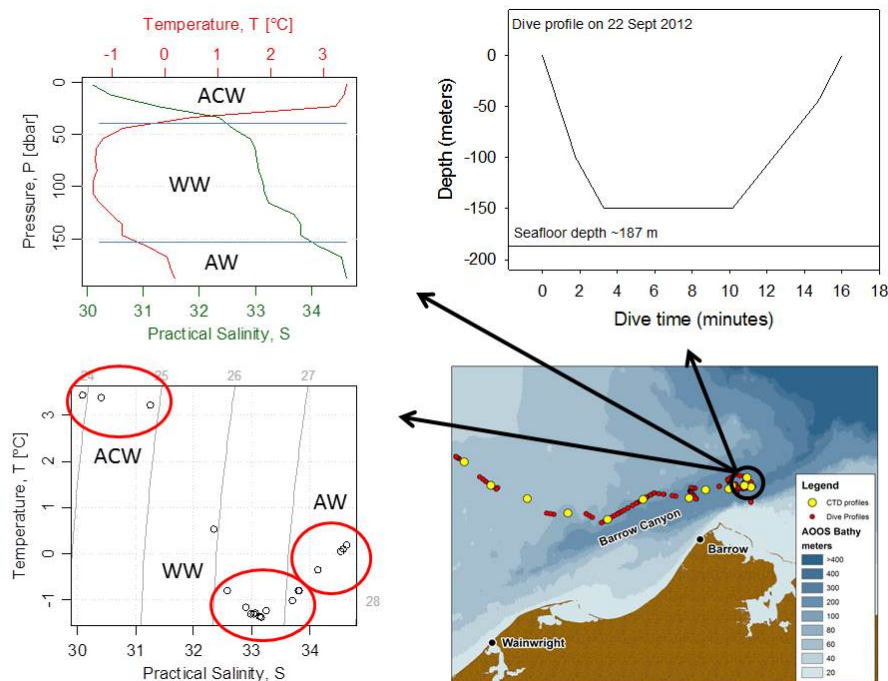 Temperature, T [°C]
-1 0 1 2 3
Pressure, P [dbar]
0
50
100
150
ACW
WW
AW
30 31 32 33 34
Practical Salinity, S
Dive profile on 22 Sept 2012
Depth (meters)
0
-50
-100
-150
-200
Seafloor depth ~187 m
0 2 4 6 8 10 12 14 16 18
Dive time (minutes)
24 25 26 27
28
Temperature, T [°C]
3
2
1
0
-1
ACW
AW
WW
30 31 32 33 34
Practical Salinity, S
Barrow Canyon
Barrow
Wainwright
Legend
CTD profiles
Dive Profiles
AOOS Bathy
meters
>400
400
300
200
100
80
60
40
20